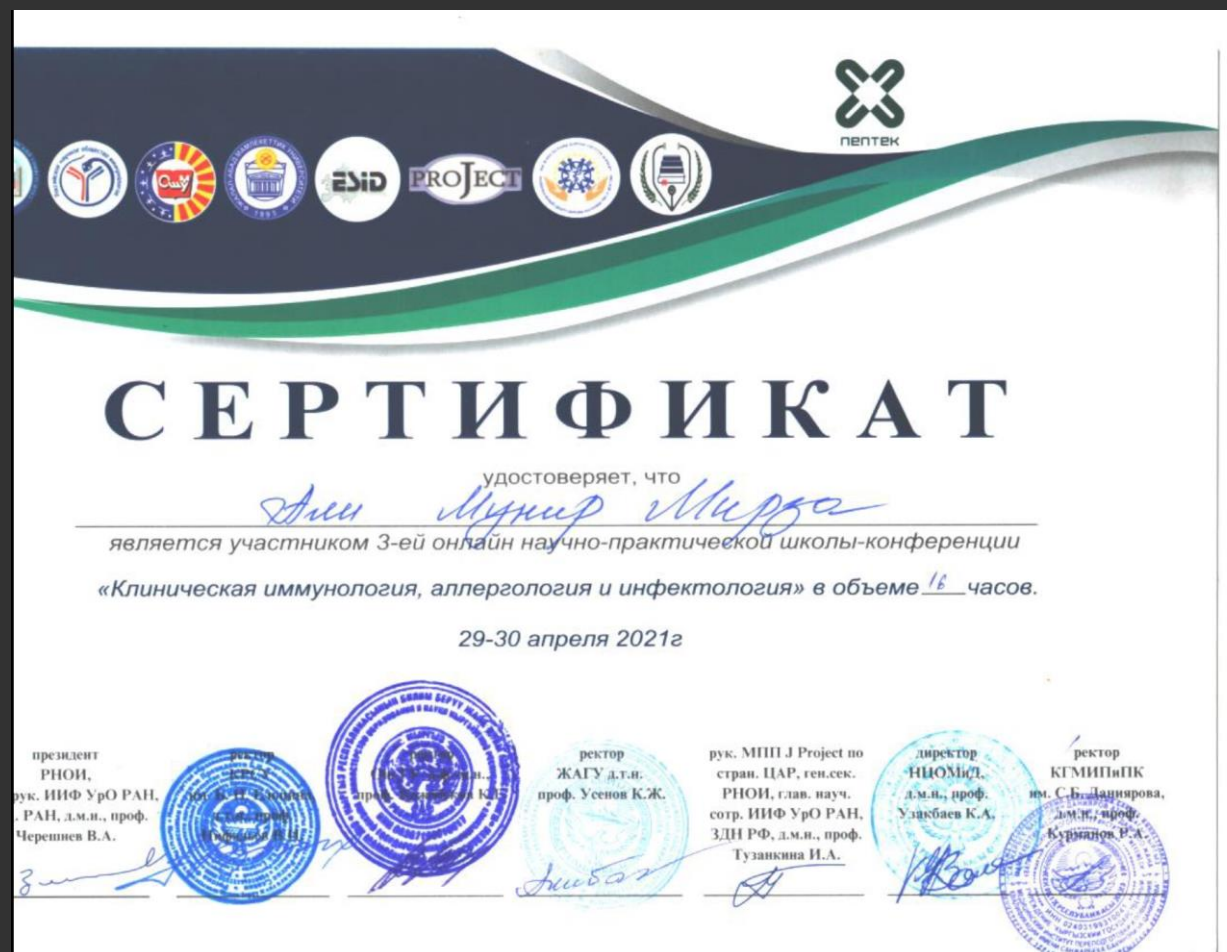 ОшГУ
ESID
PROJECT
пептек
СЕРТИФИКАТ
удостоверяет, что
Али Мунир Мирза
является участником 3-ей онлайн научно-практической школы-конференции
«Клиническая иммунология, аллергология и инфектология» в объеме 16 часов.
29-30 апреля 2021г
президент
РНОИ,
рук. ИИФ УрО РАН,
РАН, д.м.н., проф.
Черешнев В.А.
ректор
КРСУ
ректор
ЖАГУ д.т.н.
проф. Усенов К.Ж.
рук. МПП J Project по
стран. ЦАР, ген.сек.
РНОИ, глав. науч.
сотр. ИИФ УрО РАН,
ЗДН РФ, д.м.н., проф.
Тузанкина И.А.
директор
НЦОМиД,
д.м.н., проф.
Узакбаев К.А.
ректор
КГМИПиПК
им. С.Б. Даниярова,
д.м.н., проф.
Курманов Р.А.